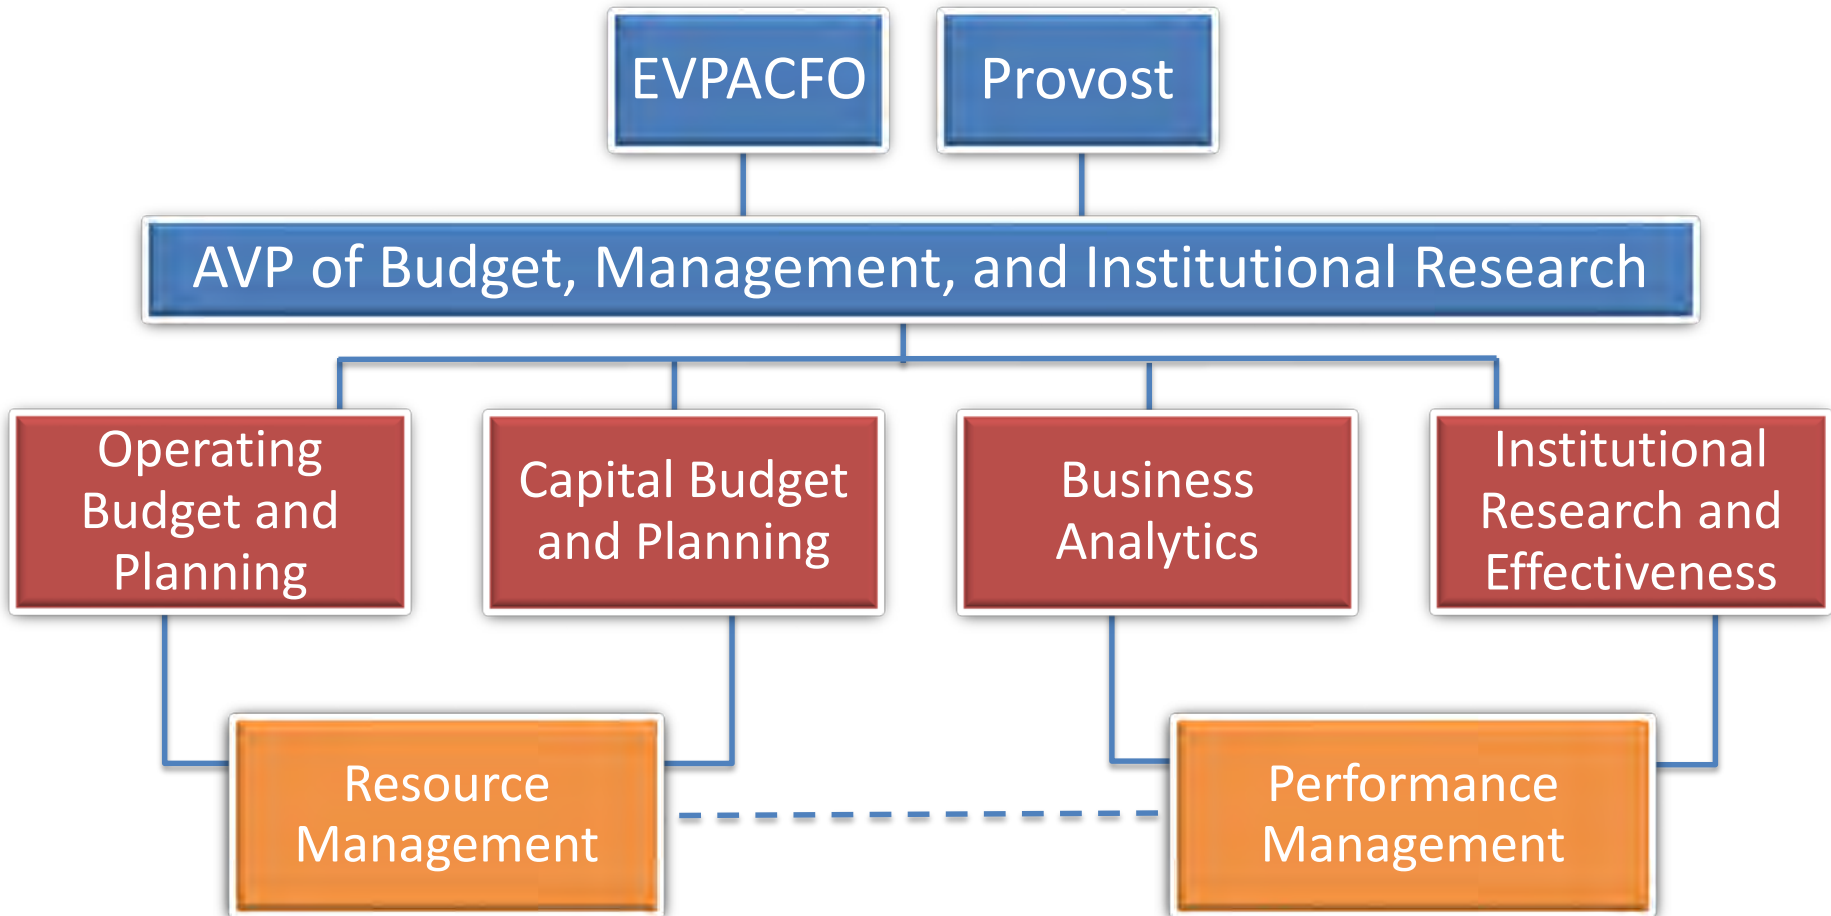 EVPACFO
Provost
AVP of Budget, Management, and Institutional Research
Operating
Budget and
Planning
Capital Budget
and Planning
Business
Analytics
Institutional
Research and
Effectiveness
Resource
Management
Performance
Management